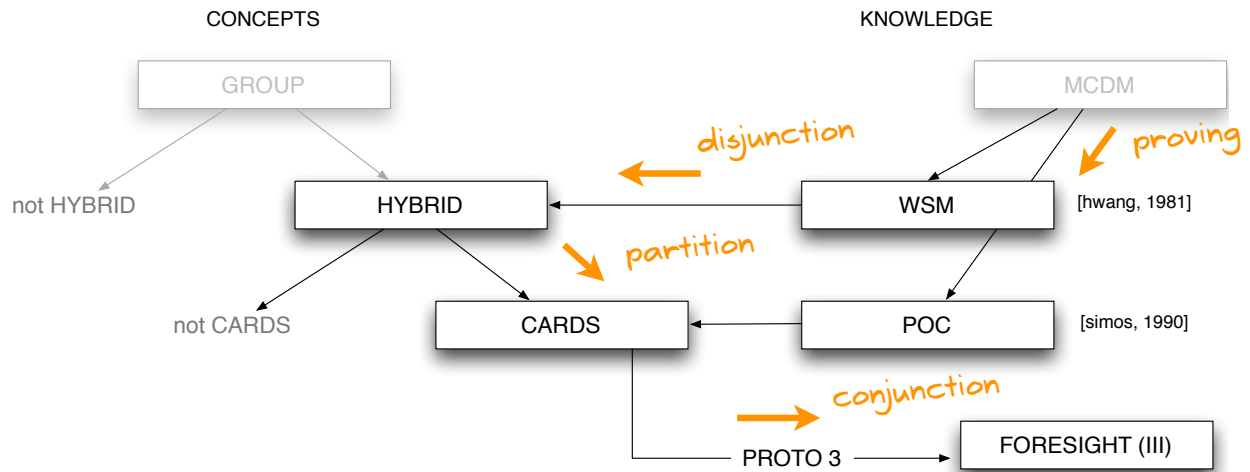 CONCEPTS KNOWLEDGE
GROUP MCDM
disjunction proving
not HYBRID HYBRID WSM [hwang, 1981]
partition
not CARDS CARDS POC [simos, 1990]
conjunction
PROTO 3 FORESIGHT (III)